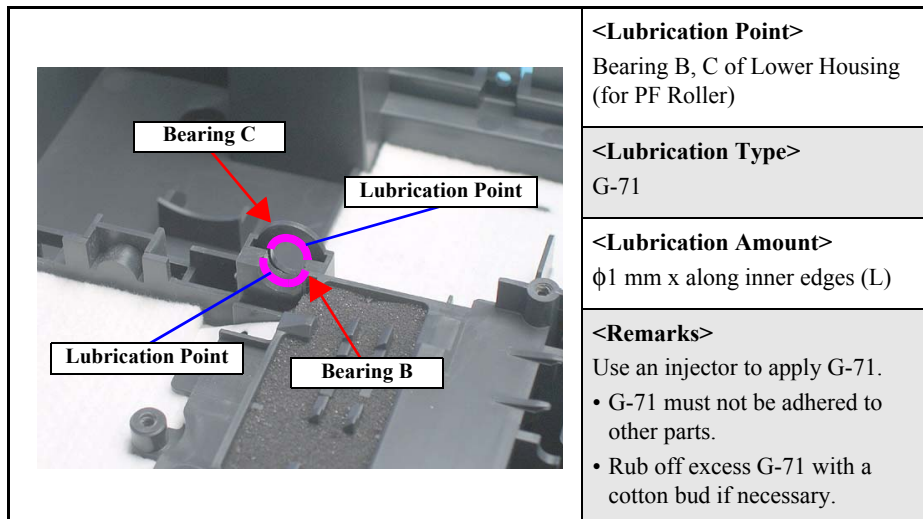 Bearing C
Lubrication Point
Lubrication Point
Bearing B
<Lubrication Point>
Bearing B, C of Lower Housing
(for PF Roller)
<Lubrication Type>
G-71
<Lubrication Amount>
ϕ1 mm x along inner edges (L)
<Remarks>
Use an injector to apply G-71.
• G-71 must not be adhered to
other parts.
• Rub off excess G-71 with a
cotton bud if necessary.